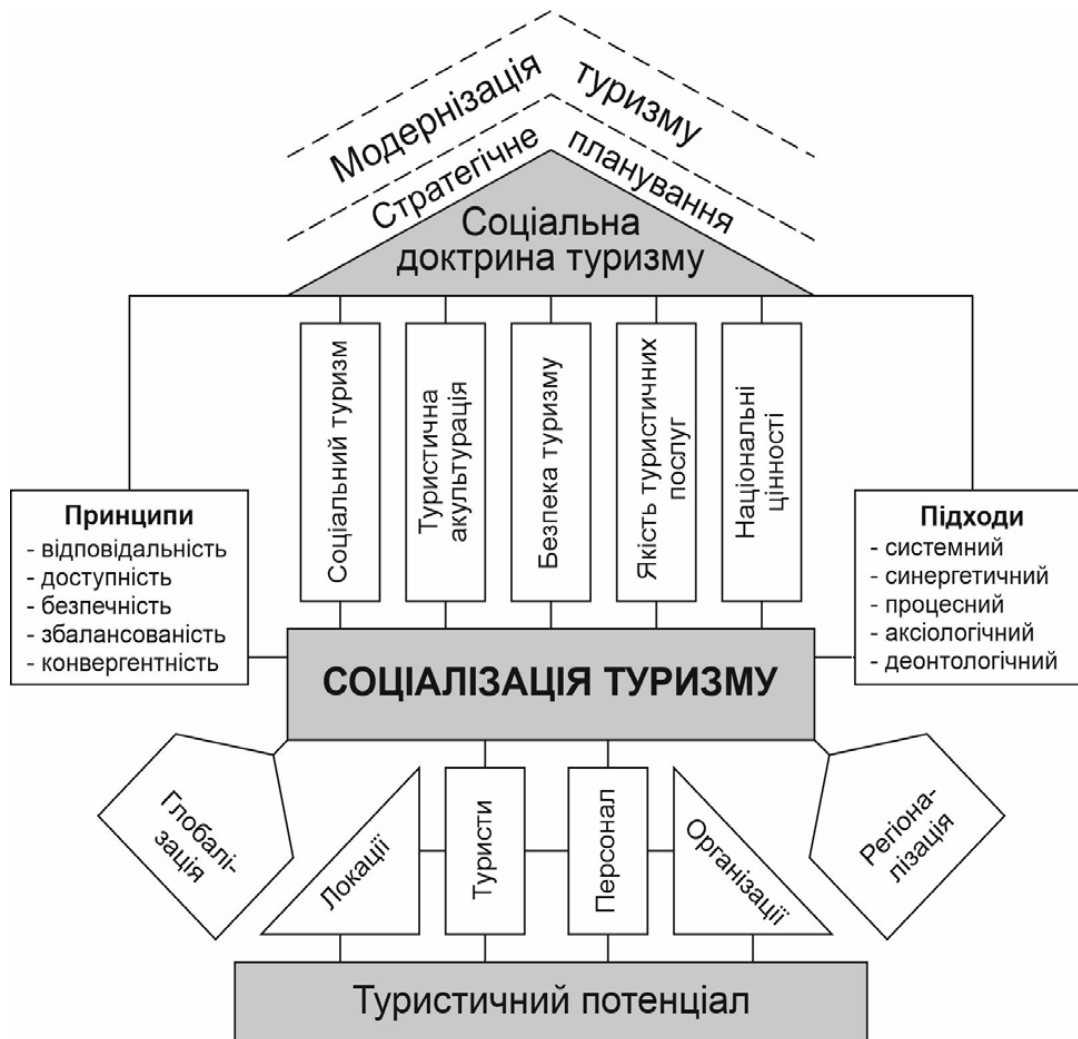 Модернізація туризму
Стратегічне планування
Соціальна
доктрина туризму
Соціальний туризм
Туристична
акультурація
Безпека туризму
Якість туристичних
послуг
Національні
цінності
Принципи
- відповідальність
- доступність
- безпечність
- збалансованість
- конвергентність
Підходи
- системний
- синергетичний
- процесний
- аксіологічний
- деонтологічний
СОЦІАЛІЗАЦІЯ ТУРИЗМУ
Глобалі-
зація
Локації
Туристи
Персонал
Організації
Регіона-
лізація
Туристичний потенціал